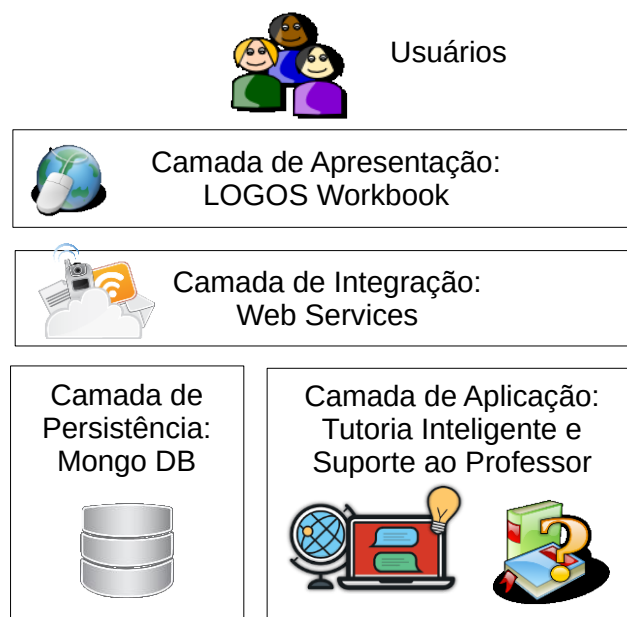 Usuários
Camada de Apresentação:
LOGOS Workbook
Camada de Integração:
Web Services
Camada de
Persistência:
Mongo DB
Camada de Aplicação:
Tutoria Inteligente e
Suporte ao Professor